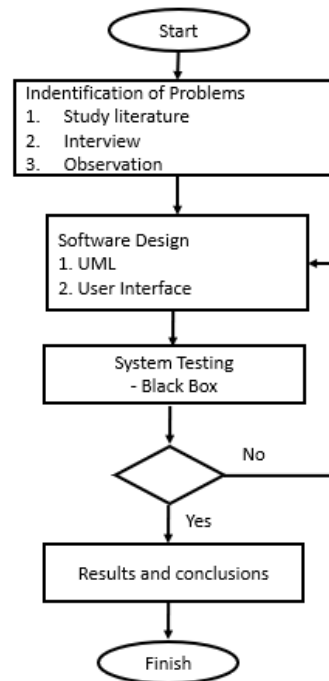 Start
Indentification of Problems
1. Study literature
2. Interview
3. Observation
Software Design
1. UML
2. User Interface
System Testing
- Black Box
No
Yes
Results and conclusions
Finish